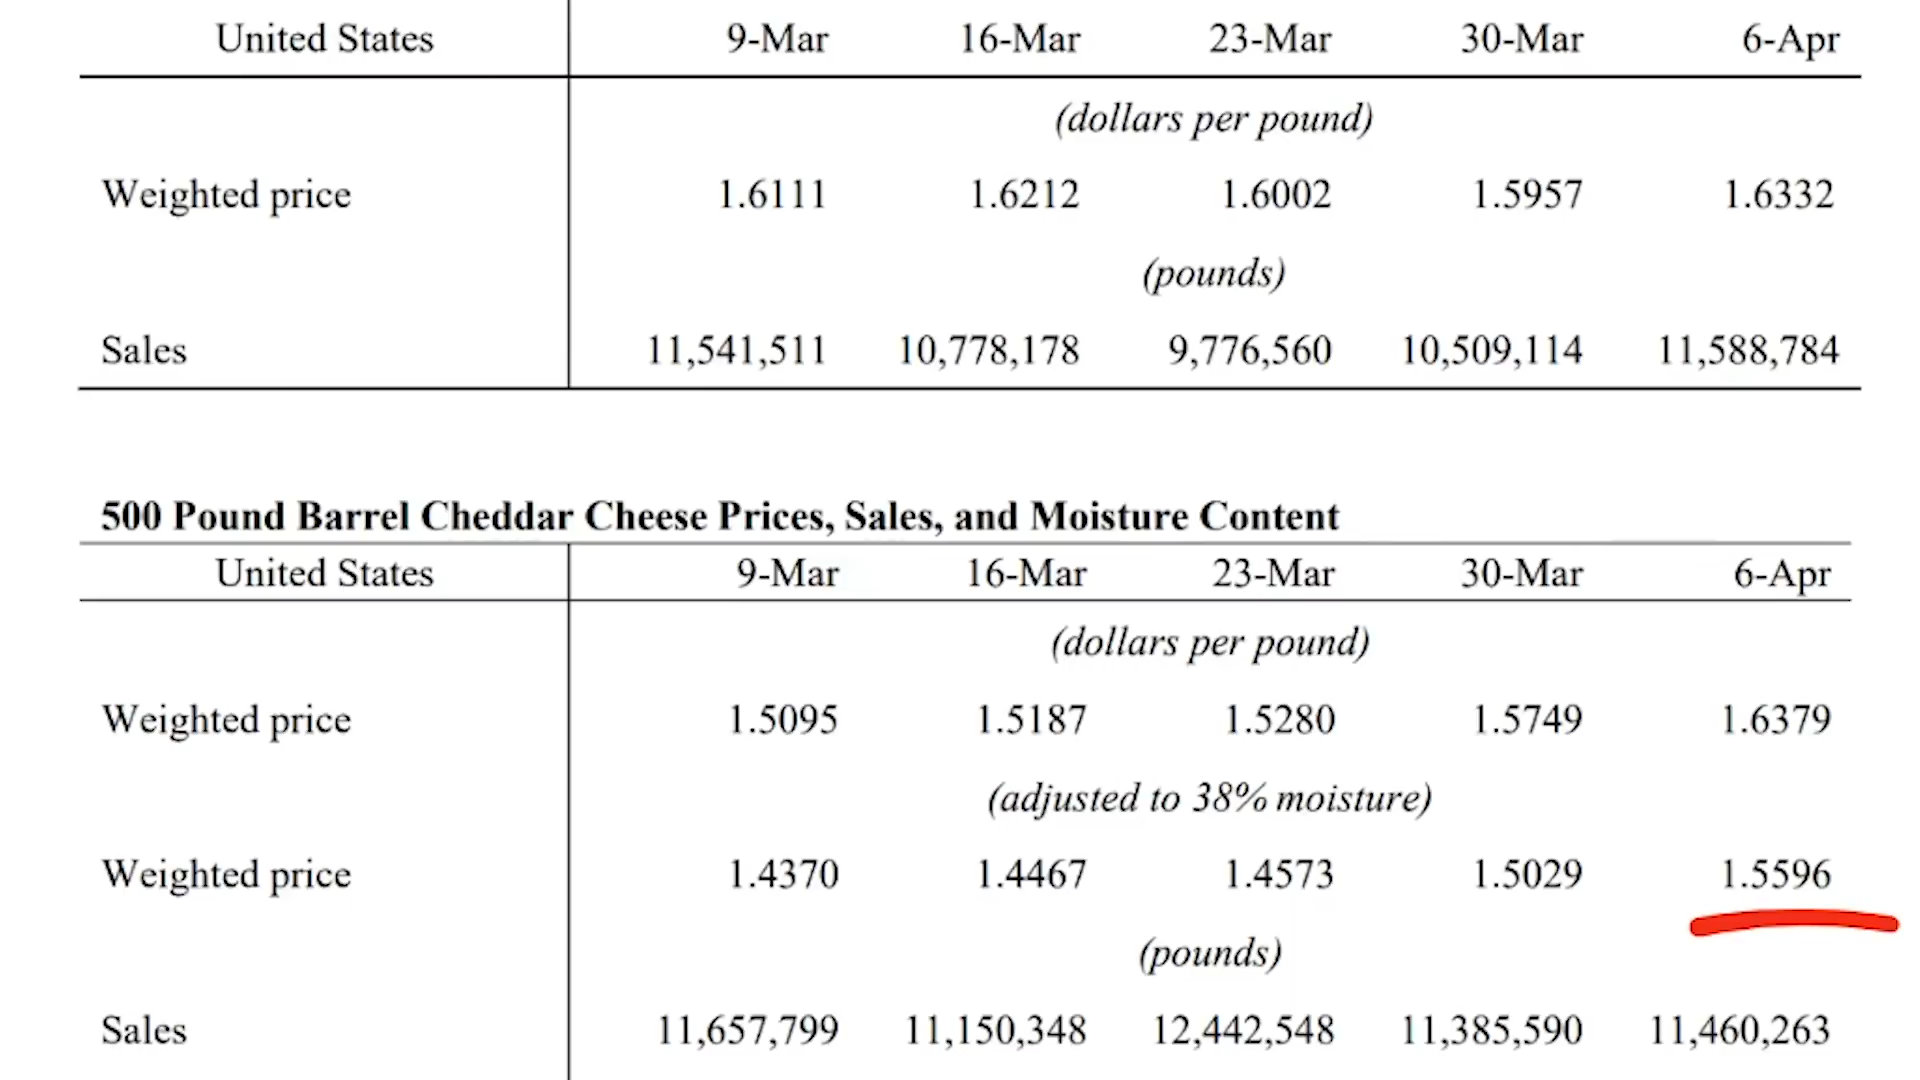 United States 9-Mar 16-Mar 23-Mar 30-Mar 6-Apr
(dollars per pound)
Weighted price 1.6111 1.6212 1.6002 1.5957 1.6332
(pounds)
Sales 11,541,511 10,778,178 9,776,560 10,509,114 11,588,784
500 Pound Barrel Cheddar Cheese Prices, Sales, and Moisture Content
United States 9-Mar 16-Mar 23-Mar 30-Mar 6-Apr
(dollars per pound)
Weighted price 1.5095 1.5187 1.5280 1.5749 1.6379
(adjusted to 38% moisture)
Weighted price 1.4370 1.4467 1.4573 1.5029 1.5596
(pounds)
Sales 11,657,799 11,150,348 12,442,548 11,385,590 11,460,263